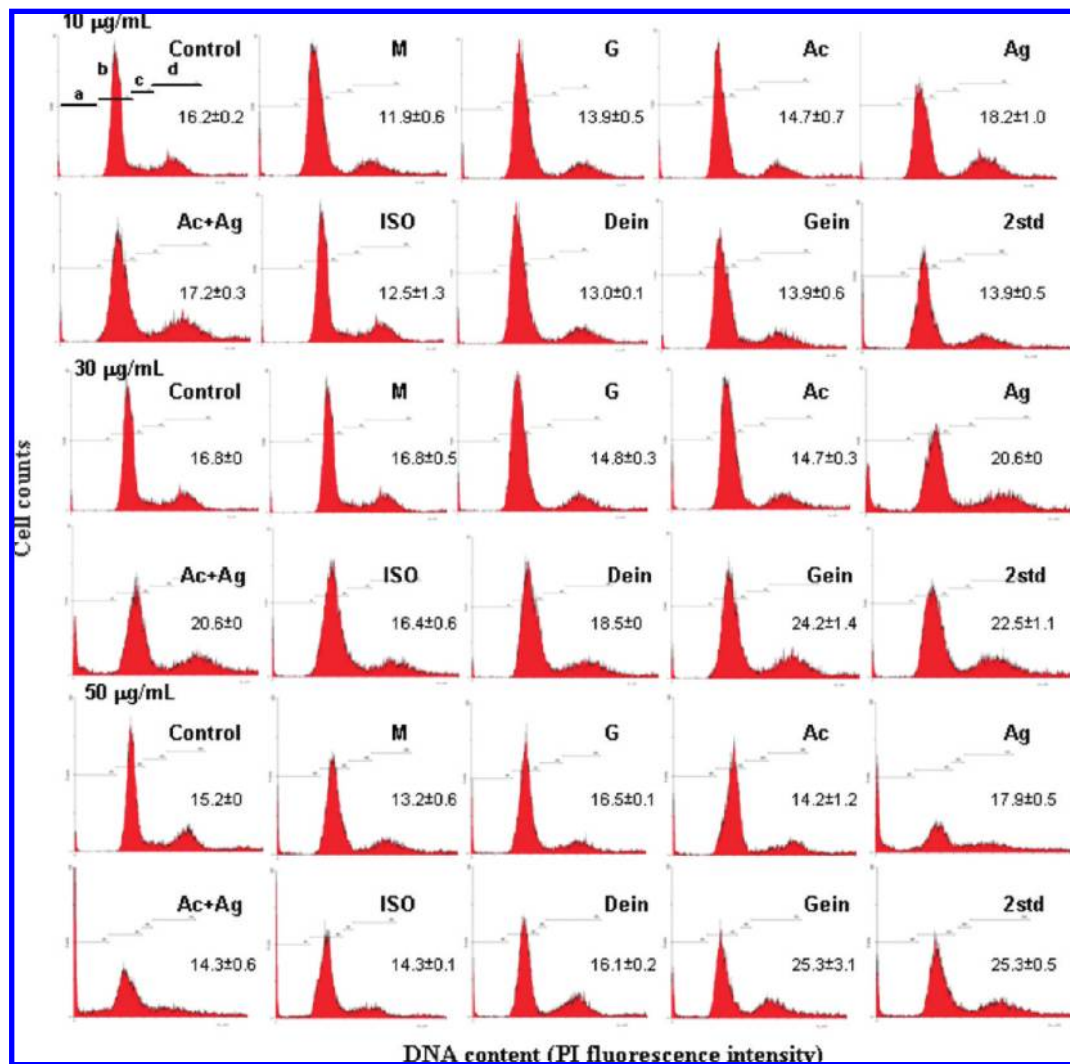 10 µg/mL
Control M G Ac Ag
a b c d
16.2±0.2 11.9±0.6 13.9±0.5 14.7±0.7 18.2±1.0
Ac+Ag ISO Dein Gein 2std
17.2±0.3 12.5±1.3 13.0±0.1 13.9±0.6 13.9±0.5
30 µg/mL
Control M G Ac Ag
16.8±0 16.8±0.5 14.8±0.3 14.7±0.3 20.6±0
Cell counts
Ac+Ag ISO Dein Gein 2std
20.6±0 16.4±0.6 18.5±0 24.2±1.4 22.5±1.1
50 µg/mL
Control M G Ac Ag
15.2±0 13.2±0.6 16.5±0.1 14.2±1.2 17.9±0.5
Ac+Ag ISO Dein Gein 2std
14.3±0.6 14.3±0.1 16.1±0.2 25.3±3.1 25.3±0.5
DNA content (PI fluorescence intensity)